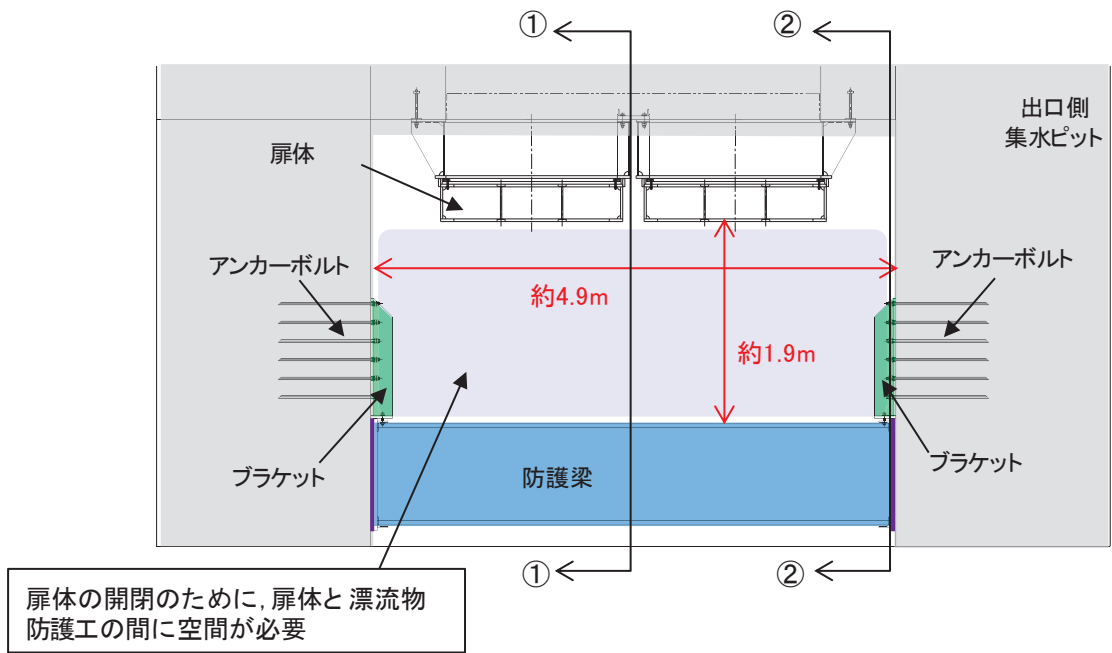 ① ②
出口側
集水ピット
扉体
アンカーボルト
アンカーボルト
約4.9m
約1.9m
ブラケット
防護梁
ブラケット
① ②
扉体の開閉のために,扉体と漂流物
防護工の間に空間が必要